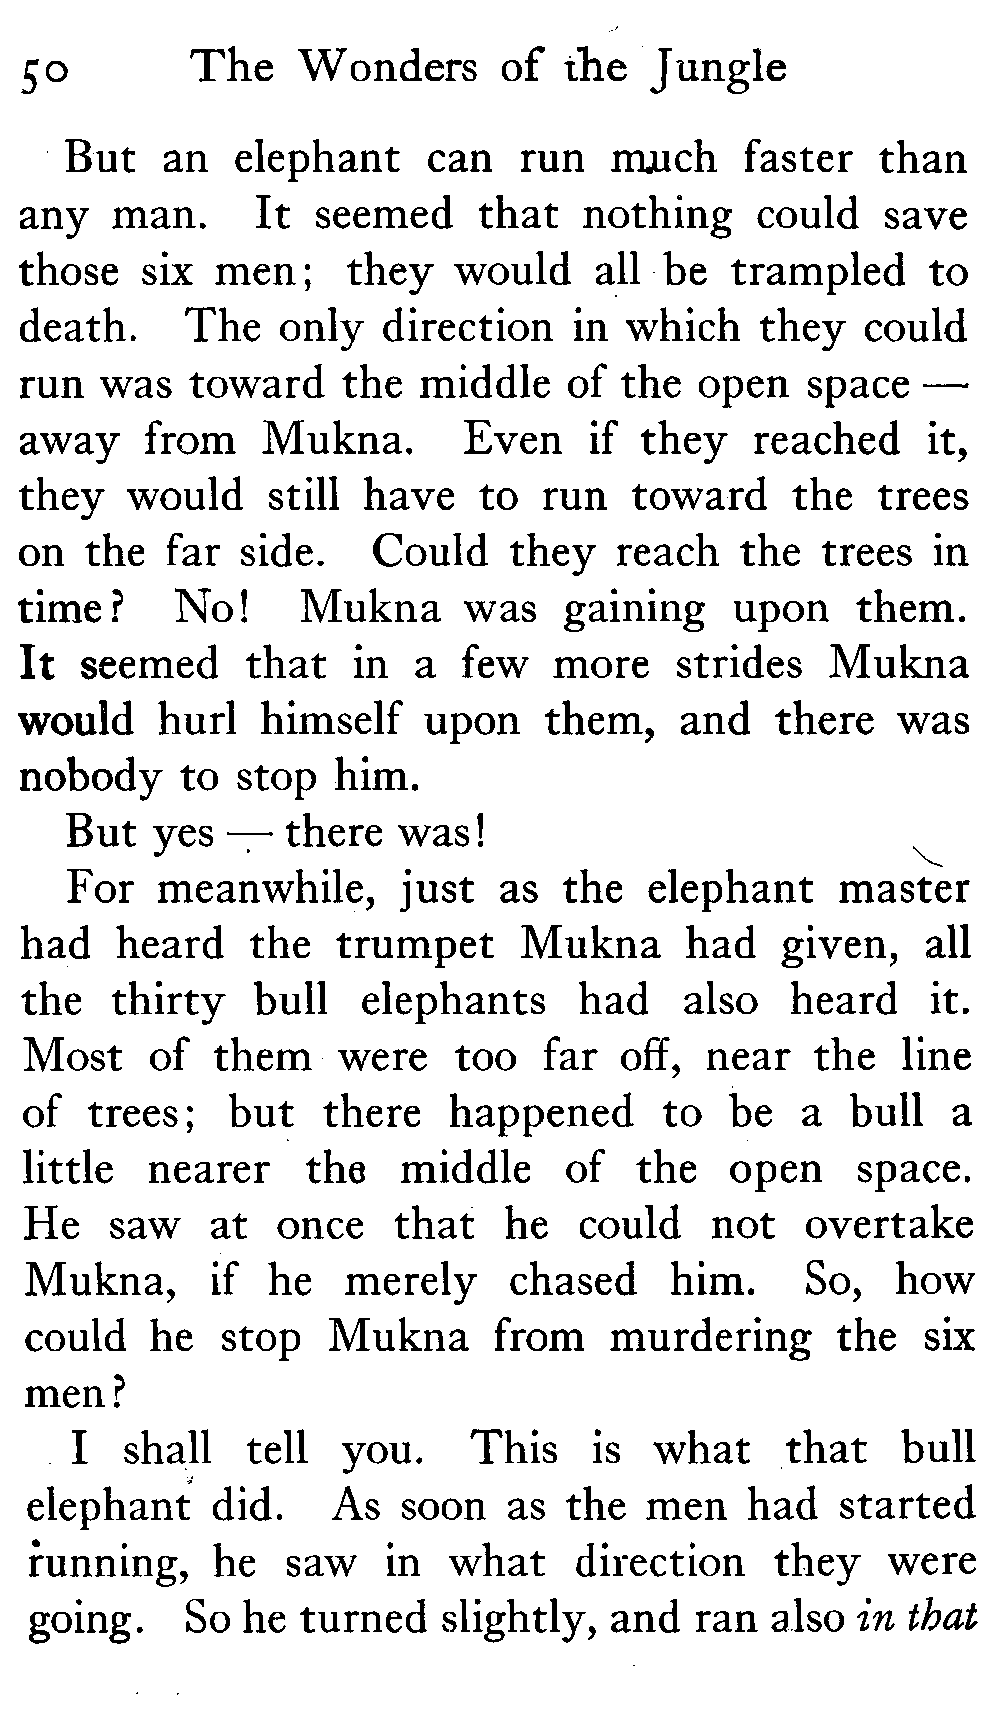 50 The Wonders of the Jungle
But an elephant can run much faster than
any man. It seemed that nothing could save
those six men; they would all be trampled to
death. The only direction in which they could
run was toward the middle of the open space —
away from Mukna. Even if they reached it,
they would still have to run toward the trees
on the far side. Could they reach the trees in
time? No! Mukna was gaining upon them.
It seemed that in a few more strides Mukna
would hurl himself upon them, and there was
nobody to stop him.
But yes — there was!
For meanwhile, just as the elephant master
had heard the trumpet Mukna had given, all
the thirty bull elephants had also heard it.
Most of them were too far off, near the line
of trees; but there happened to be a bull a
little nearer the middle of the open space.
He saw at once that he could not overtake
Mukna, if he merely chased him. So, how
could he stop Mukna from murdering the six
men?
I shall tell you. This is what that bull
elephant did. As soon as the men had started
running, he saw in what direction they were
going. So he turned slightly, and ran also in that